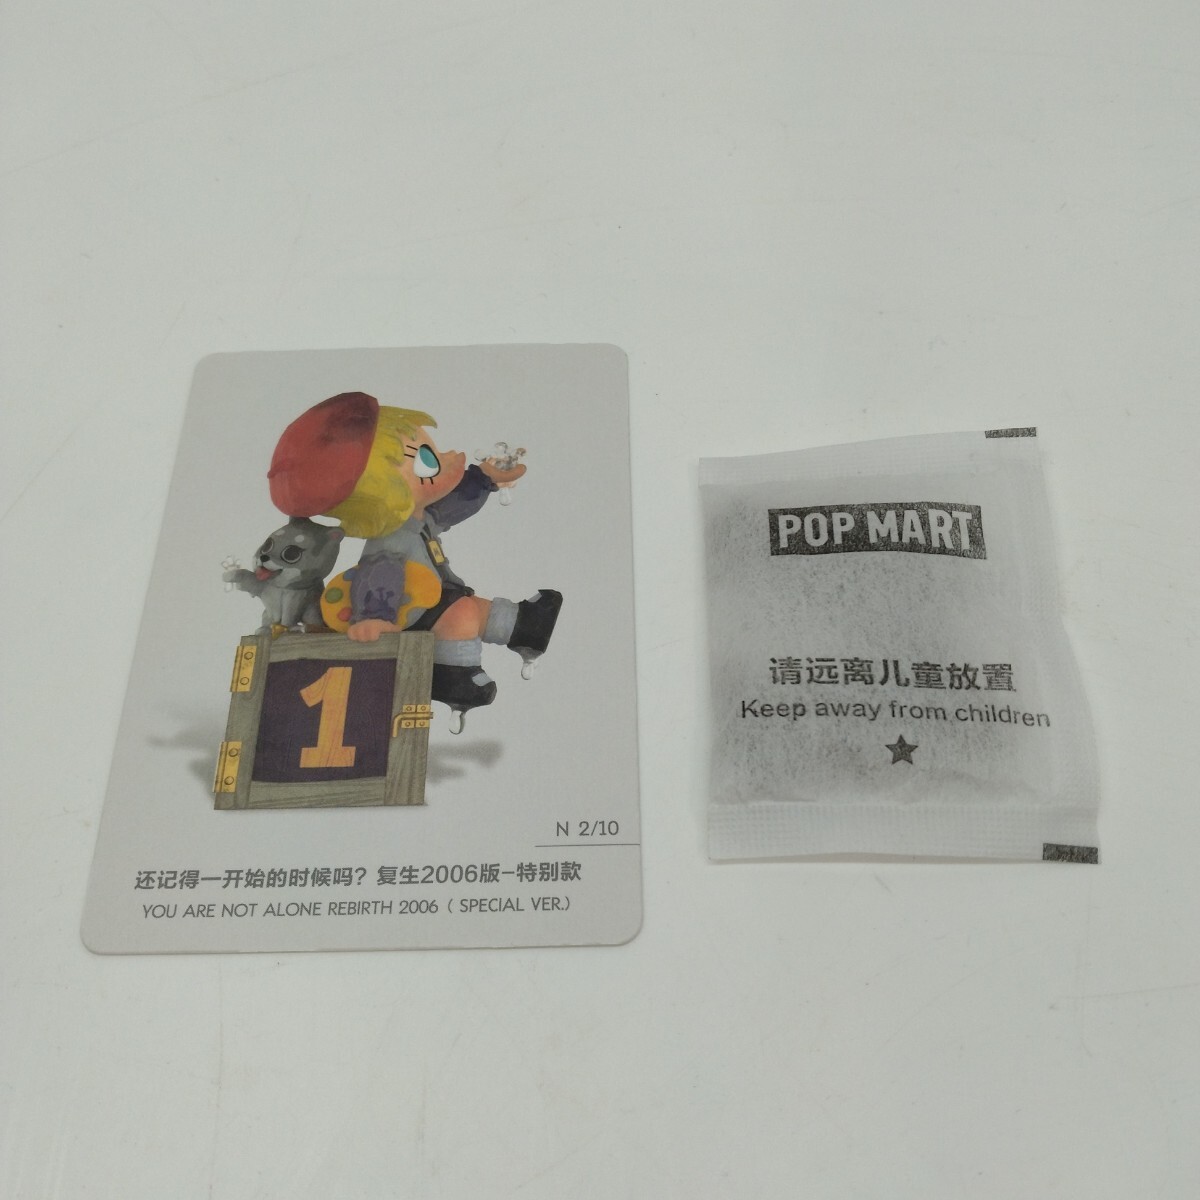 1
N 2/10
还记得一开始的时候吗？复生2006版-特别款
YOU ARE NOT ALONE REBIRTH 2006 ( SPECIAL VER.)
POP MART
请远离儿童放置
Keep away from children